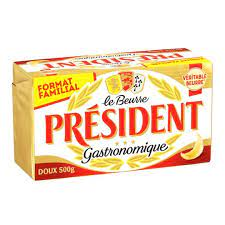 FORMAT
FAMILIAL
VÉRITABLE
BEURRE
le Beurre
PRÉSIDENT
Gastronomique
DOUX 500g